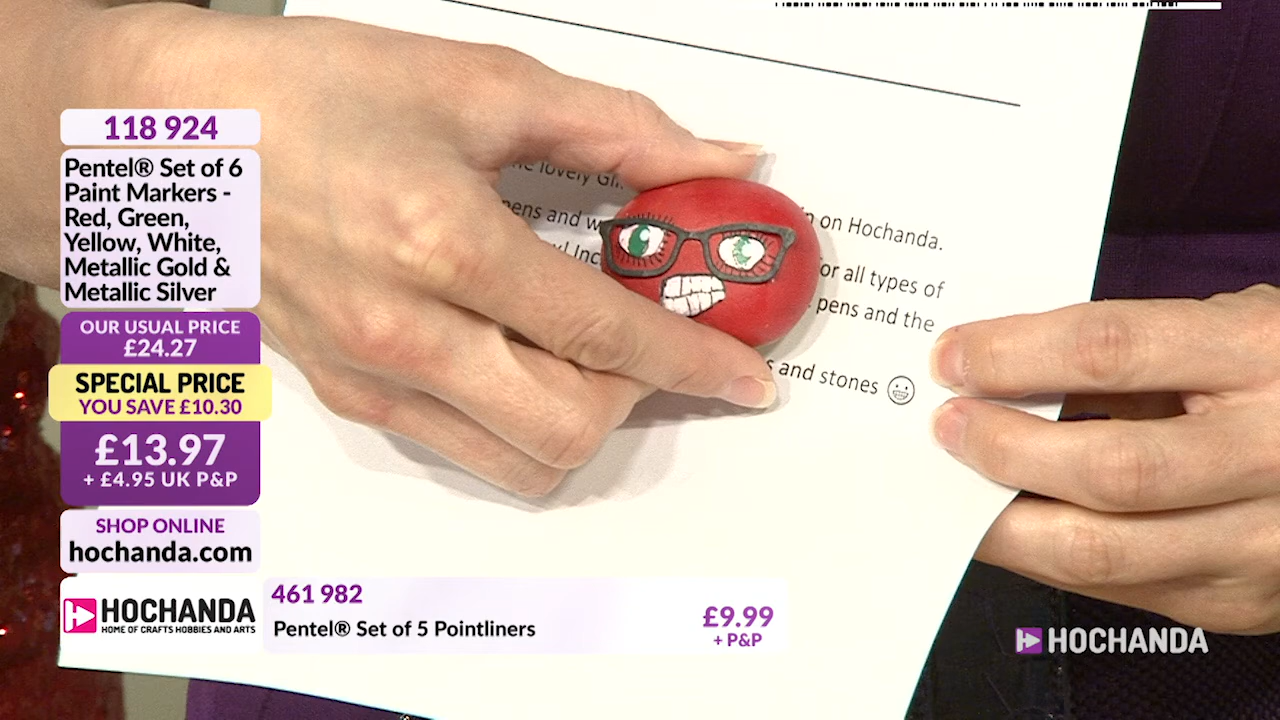 118 924
Pentel® Set of 6
Paint Markers -
Red, Green,
Yellow, White,
Metallic Gold &
Metallic Silver
OUR USUAL PRICE
£24.27
SPECIAL PRICE
YOU SAVE £10.30
£13.97
+ £4.95 UK P&P
SHOP ONLINE
hochanda.com
HOCHANDA
HOME OF CRAFTS HOBBIES AND ARTS
461 982
Pentel® Set of 5 Pointliners
£9.99
+ P&P
HOCHANDA
lovely
pens and on Hochanda.
for all types of
pens and the
and stones